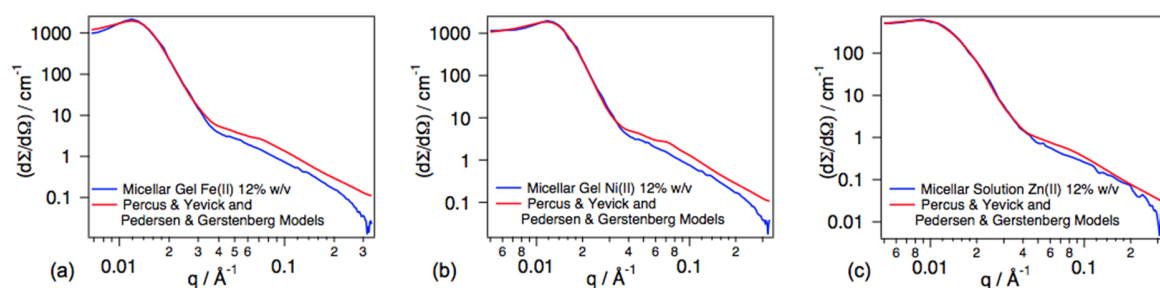 (dΣ/dΩ) / cm⁻¹
1000
100
10
1
0.1
Micellar Gel Fe(II) 12% w/v
Percus & Yevick and
Pedersen & Gerstenberg Models
0.01
2
3
4
5
6
0.1
2
3
(a)
q / Å⁻¹
(dΣ/dΩ) / cm⁻¹
1000
100
10
1
0.1
Micellar Gel Ni(II) 12% w/v
Percus & Yevick and
Pedersen & Gerstenberg Models
6
8
0.01
2
4
6
8
0.1
2
(b)
q / Å⁻¹
(dΣ/dΩ) / cm⁻¹
100
10
1
0.1
0.01
Micellar Solution Zn(II) 12% w/v
Percus & Yevick and
Pedersen & Gerstenberg Models
6
8
0.01
2
4
6
8
0.1
2
(c)
q / Å⁻¹